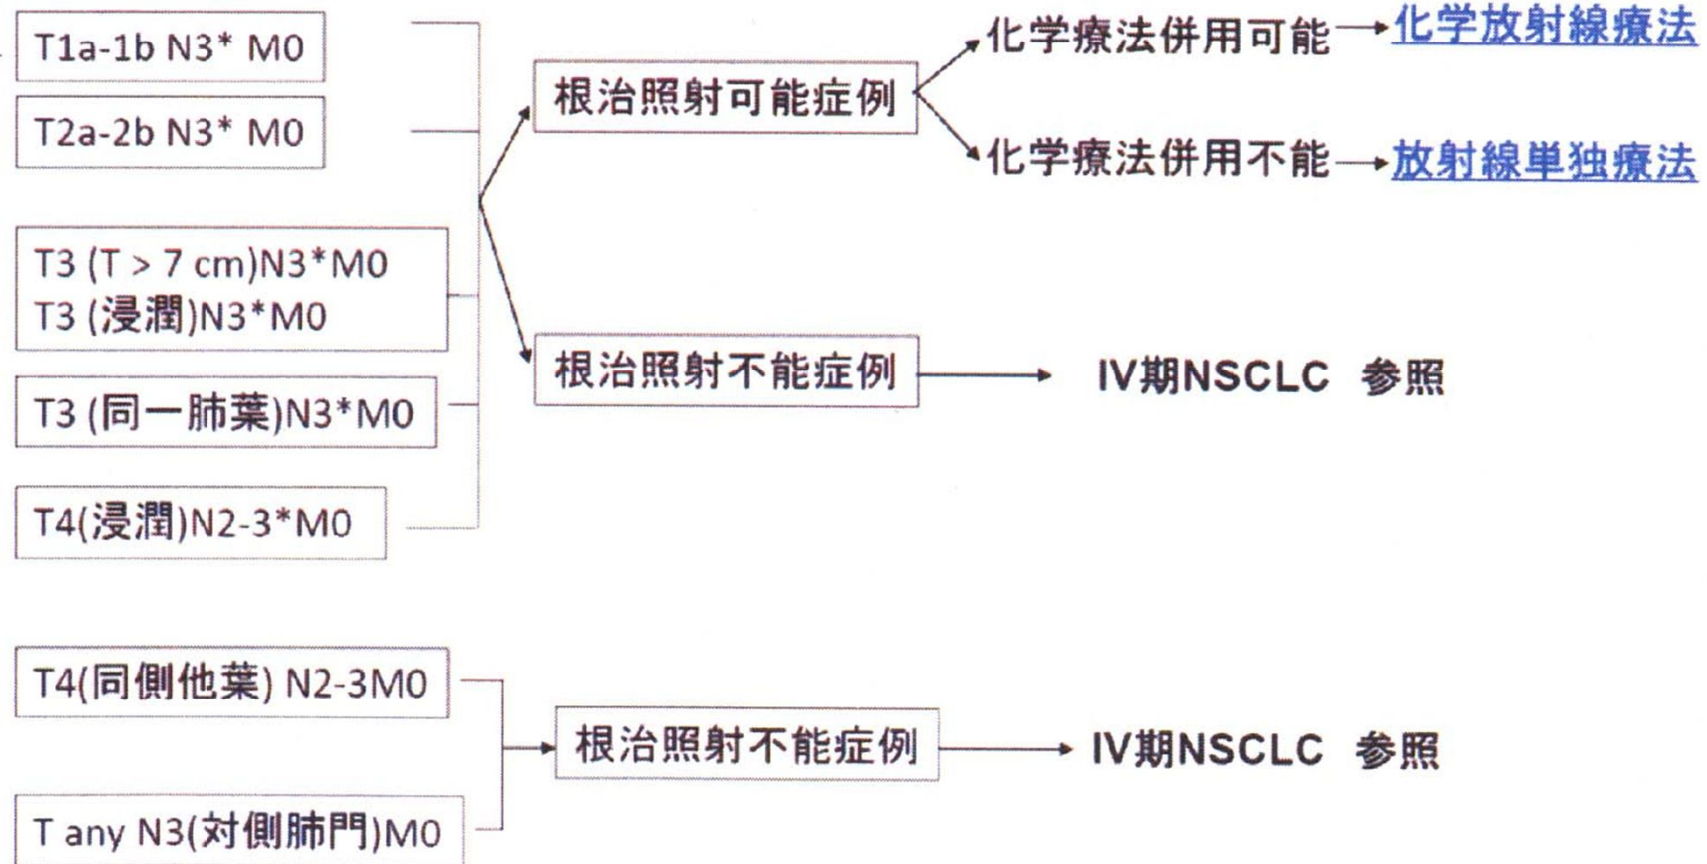 T1a-1b N3* M0
T2a-2b N3* M0
T3 (T > 7 cm)N3*M0
T3 (浸潤)N3*M0
T3 (同一肺葉)N3*M0
T4(浸潤)N2-3*M0
根治照射可能症例
化学療法併用可能
化学放射線療法
化学療法併用不能
放射線単独療法
根治照射不能症例
IV期NSCLC 参照
T4(同側他葉) N2-3M0
T any N3(対側肺門)M0
根治照射不能症例
IV期NSCLC 参照